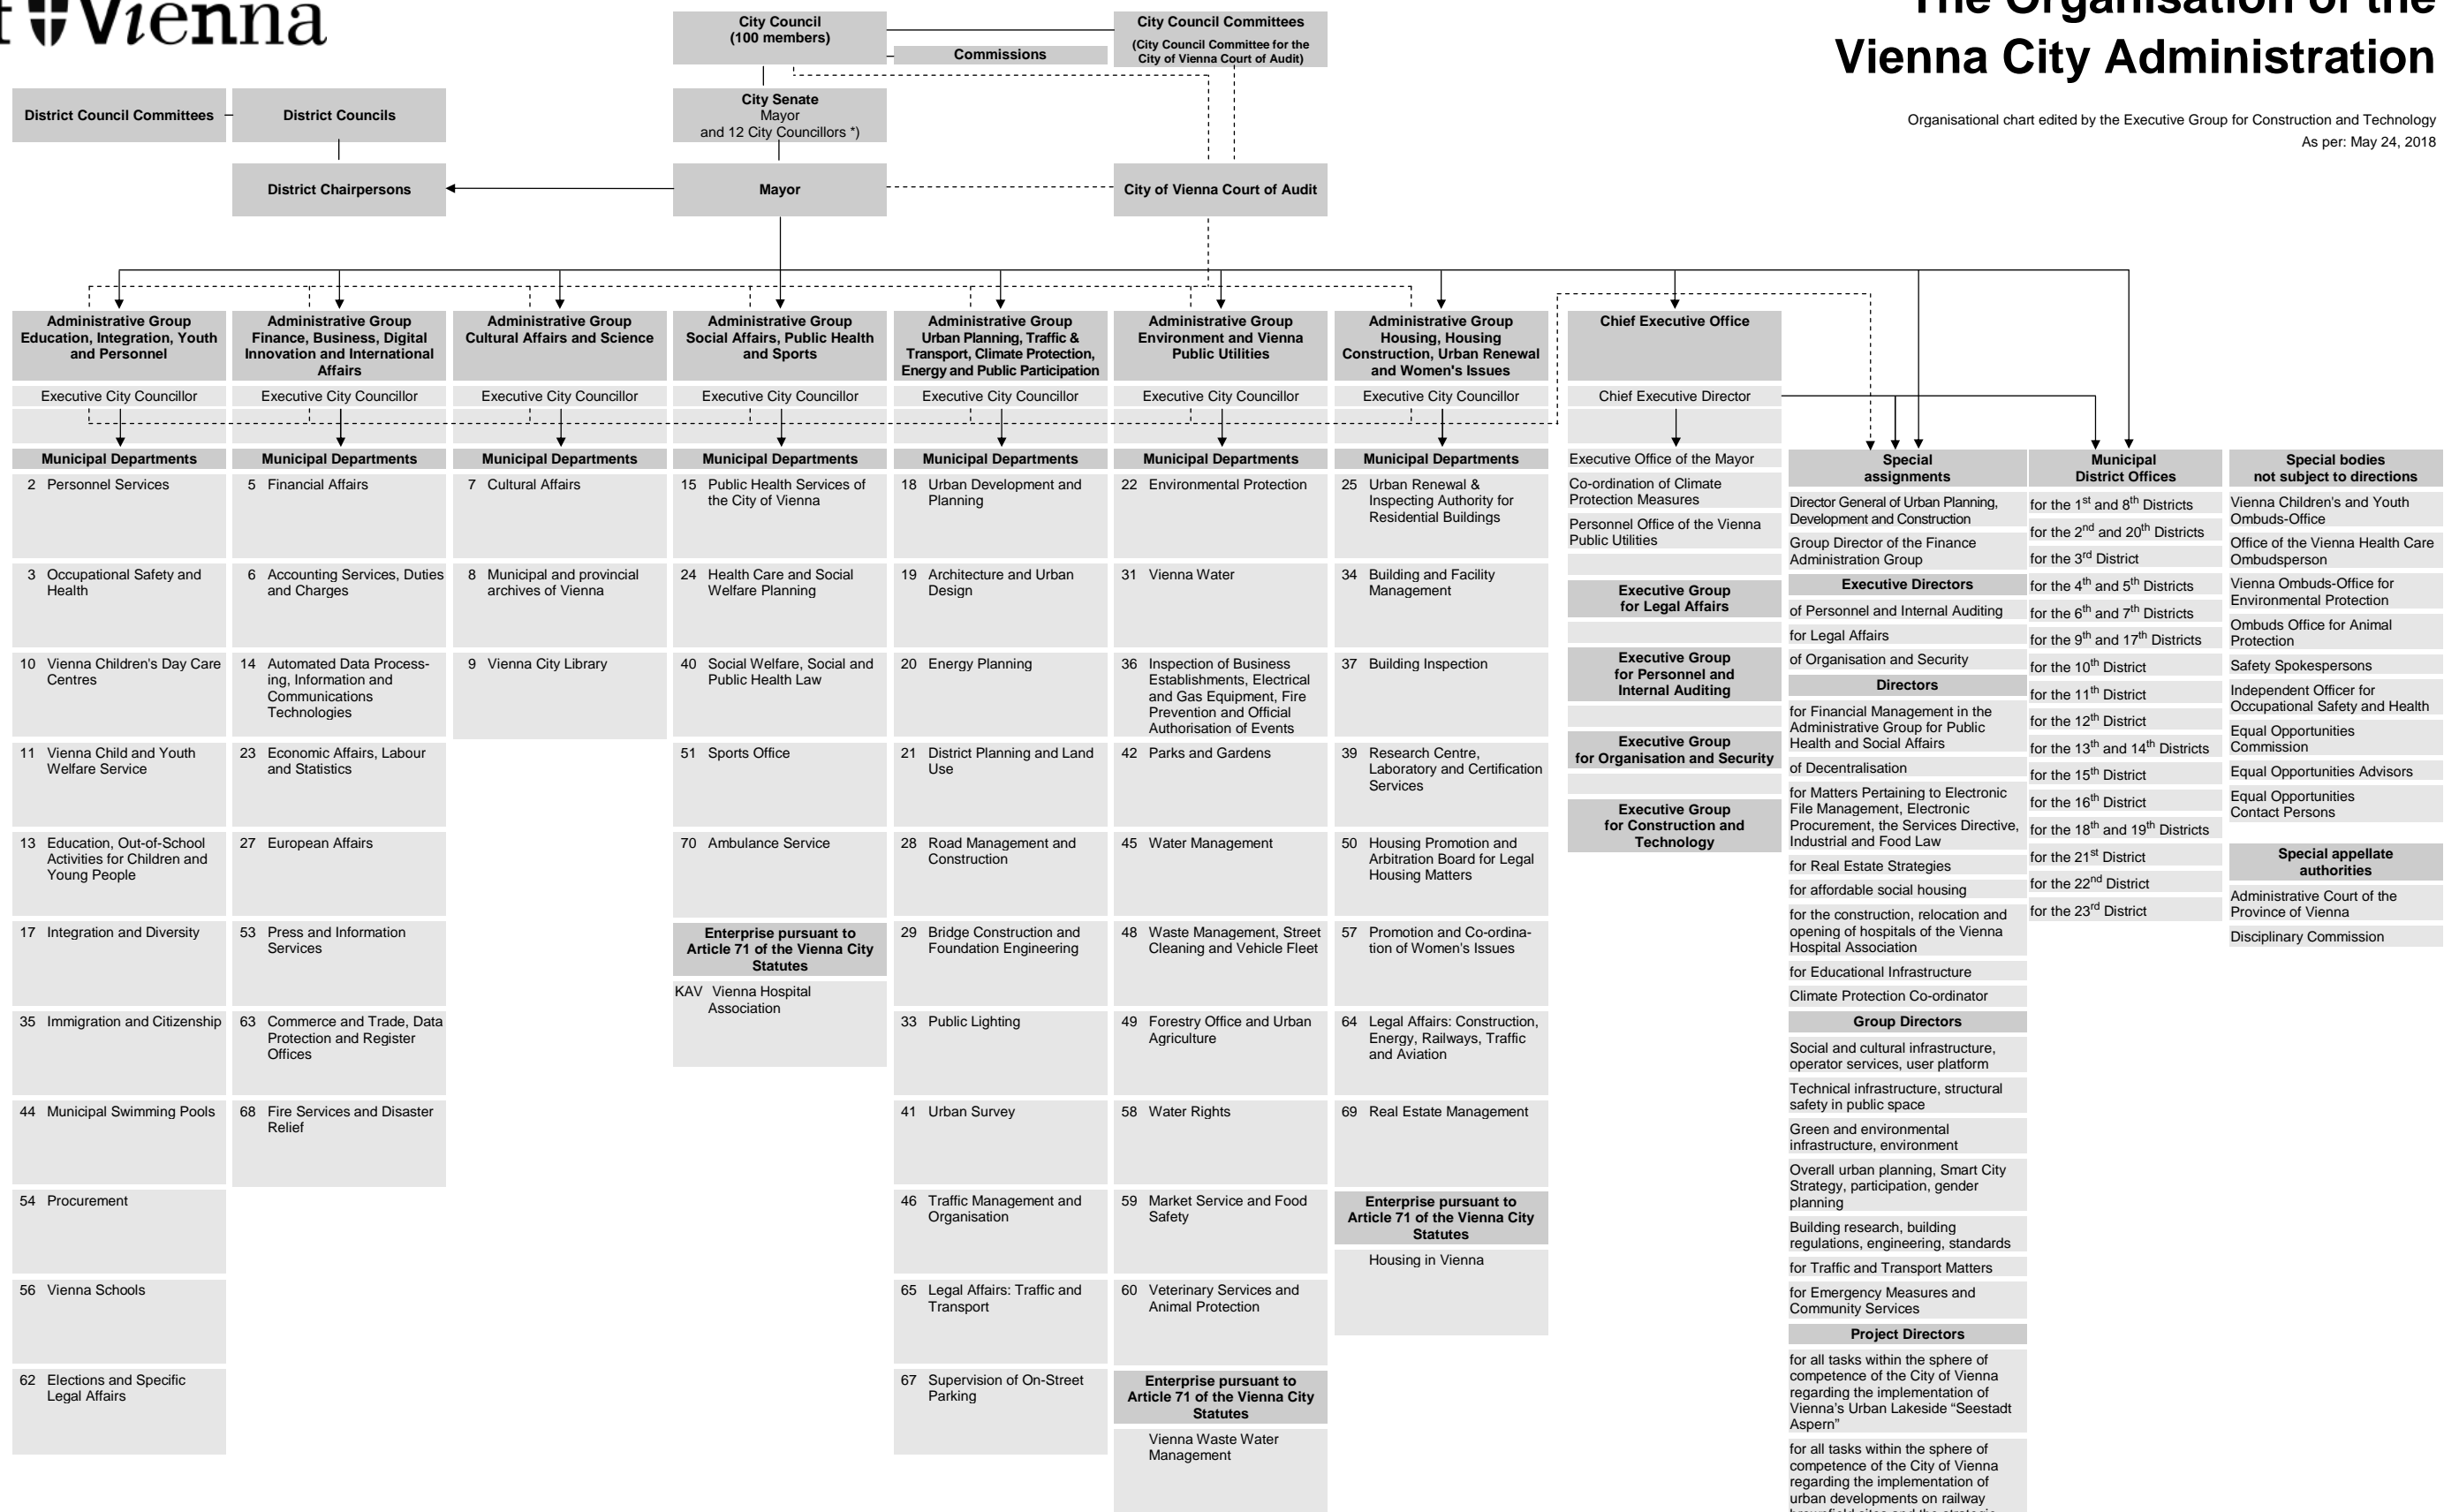 Vienna
The Organisation of the
Vienna City Administration
Organisational chart edited by the Executive Group for Construction and Technology
As per: May 24, 2018
City Council
(100 members)
Commissions
City Council Committees
(City Council Committee for the
City of Vienna Court of Audit)
District Council Committees
District Councils
City Senate
Mayor
and 12 City Councillors *)
District Chairpersons
Mayor
City of Vienna Court of Audit
Administrative Group
Education, Integration, Youth
and Personnel
Executive City Councillor
Municipal Departments
2 Personnel Services
3 Occupational Safety and
Health
10 Vienna Children's Day Care
Centres
11 Vienna Child and Youth
Welfare Service
13 Education, Out-of-School
Activities for Children and
Young People
17 Integration and Diversity
35 Immigration and Citizenship
44 Municipal Swimming Pools
54 Procurement
56 Vienna Schools
62 Elections and Specific
Legal Affairs
Administrative Group
Finance, Business, Digital
Innovation and International
Affairs
Executive City Councillor
Municipal Departments
5 Financial Affairs
6 Accounting Services, Duties
and Charges
14 Automated Data Process-
ing, Information and
Communications
Technologies
23 Economic Affairs, Labour
and Statistics
27 European Affairs
53 Press and Information
Services
63 Commerce and Trade, Data
Protection and Register
Offices
68 Fire Services and Disaster
Relief
Administrative Group
Cultural Affairs and Science
Executive City Councillor
Municipal Departments
7 Cultural Affairs
8 Municipal and provincial
archives of Vienna
9 Vienna City Library
Administrative Group
Social Affairs, Public Health
and Sports
Executive City Councillor
Municipal Departments
15 Public Health Services of
the City of Vienna
24 Health Care and Social
Welfare Planning
40 Social Welfare, Social and
Public Health Law
51 Sports Office
70 Ambulance Service
Enterprise pursuant to
Article 71 of the Vienna City
Statutes
KAV Vienna Hospital
Association
Administrative Group
Urban Planning, Traffic &
Transport, Climate Protection,
Energy and Public Participation
Executive City Councillor
Municipal Departments
18 Urban Development and
Planning
19 Architecture and Urban
Design
20 Energy Planning
21 District Planning and Land
Use
28 Road Management and
Construction
29 Bridge Construction and
Foundation Engineering
33 Public Lighting
41 Urban Survey
46 Traffic Management and
Organisation
65 Legal Affairs: Traffic and
Transport
67 Supervision of On-Street
Parking
Administrative Group
Environment and Vienna
Public Utilities
Executive City Councillor
Municipal Departments
22 Environmental Protection
31 Vienna Water
36 Inspection of Business
Establishments, Electrical
and Gas Equipment, Fire
Prevention and Official
Authorisation of Events
42 Parks and Gardens
45 Water Management
48 Waste Management, Street
Cleaning and Vehicle Fleet
49 Forestry Office and Urban
Agriculture
58 Water Rights
59 Market Service and Food
Safety
60 Veterinary Services and
Animal Protection
Enterprise pursuant to
Article 71 of the Vienna City
Statutes
Vienna Waste Water
Management
Administrative Group
Housing, Housing
Construction, Urban Renewal
and Women's Issues
Executive City Councillor
Municipal Departments
25 Urban Renewal &
Inspecting Authority for
Residential Buildings
34 Building and Facility
Management
37 Building Inspection
39 Research Centre,
Laboratory and Certification
Services
50 Housing Promotion and
Arbitration Board for Legal
Housing Matters
57 Promotion and Co-ordina-
tion of Women's Issues
64 Legal Affairs: Construction,
Energy, Railways, Traffic
and Aviation
69 Real Estate Management
Enterprise pursuant to
Article 71 of the Vienna City
Statutes
Housing in Vienna
Chief Executive Office
Chief Executive Director
Executive Office of the Mayor
Co-ordination of Climate
Protection Measures
Personnel Office of the Vienna
Public Utilities
Executive Group
for Legal Affairs
Executive Group
for Personnel and
Internal Auditing
Executive Group
for Organisation and Security
Executive Group
for Construction and
Technology
Special
assignments
Director General of Urban Planning,
Development and Construction
Group Director of the Finance
Administration Group
Executive Directors
of Personnel and Internal Auditing
for Legal Affairs
of Organisation and Security
Directors
for Financial Management in the
Administrative Group for Public
Health and Social Affairs
of Decentralisation
for Matters Pertaining to Electronic
File Management, Electronic
Procurement, the Services Directive,
Industrial and Food Law
for Real Estate Strategies
for affordable social housing
for the construction, relocation and
opening of hospitals of the Vienna
Hospital Association
for Educational Infrastructure
Climate Protection Co-ordinator
Group Directors
Social and cultural infrastructure,
operator services, user platform
Technical infrastructure, structural
safety in public space
Green and environmental
infrastructure, environment
Overall urban planning, Smart City
Strategy, participation, gender
planning
Building research, building
regulations, engineering, standards
for Traffic and Transport Matters
for Emergency Measures and
Community Services
Project Directors
for all tasks within the sphere of
competence of the City of Vienna
regarding the implementation of
Vienna's Urban Lakeside “Seestadt
Aspern”
for all tasks within the sphere of
competence of the City of Vienna
regarding the implementation of
urban developments on railway
Municipal
District Offices
for the 1st and 8th Districts
for the 2nd and 20th Districts
for the 3rd District
for the 4th and 5th Districts
for the 6th and 7th Districts
for the 9th and 17th Districts
for the 10th District
for the 11th District
for the 12th District
for the 13th and 14th Districts
for the 15th District
for the 16th District
for the 18th and 19th Districts
for the 21st District
for the 22nd District
for the 23rd District
Special bodies
not subject to directions
Vienna Children's and Youth
Ombuds-Office
Office of the Vienna Health Care
Ombudsperson
Vienna Ombuds-Office for
Environmental Protection
Ombuds Office for Animal
Protection
Safety Spokespersons
Independent Officer for
Occupational Safety and Health
Equal Opportunities
Commission
Equal Opportunities Advisors
Equal Opportunities
Contact Persons
Special appellate
authorities
Administrative Court of the
Province of Vienna
Disciplinary Commission